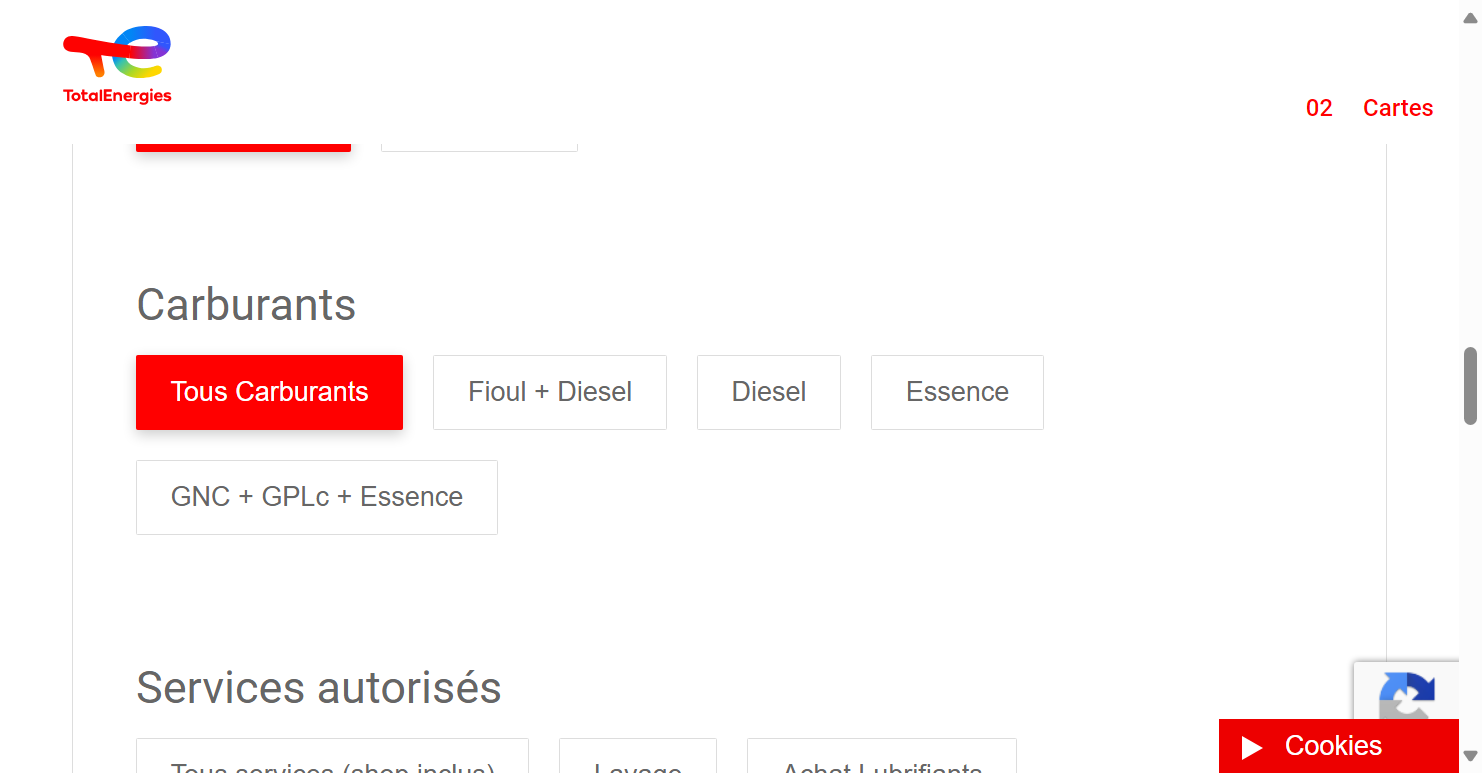 TotalEnergies
02 Cartes
Carburants
Tous Carburants Fioul + Diesel Diesel Essence
GNC + GPLc + Essence
Services autorisés
Tous services (shop inclus) Lavage Achat Lubrifiants
Cookies